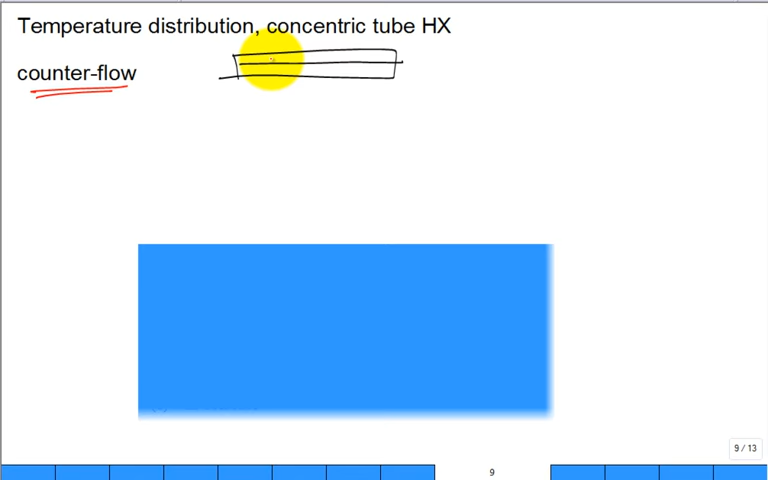 Temperature distribution, concentric tube HX
counter-flow
9 / 13
9